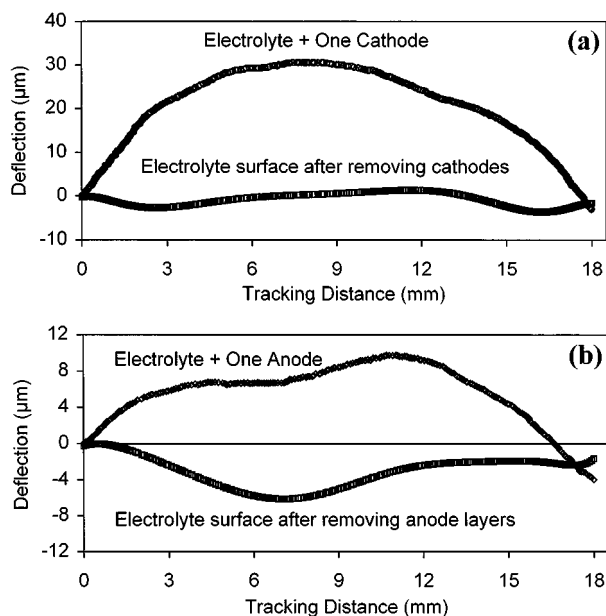 (a)
Electrolyte + One Cathode
Electrolyte surface after removing cathodes
Deflection (µm)
40
30
20
10
0
-10
0 3 6 9 12 15 18
Tracking Distance (mm)
(b)
Electrolyte + One Anode
Electrolyte surface after removing anode layers
Deflection (µm)
12
8
4
0
-4
-8
-12
0 3 6 9 12 15 18
Tracking Distance (mm)